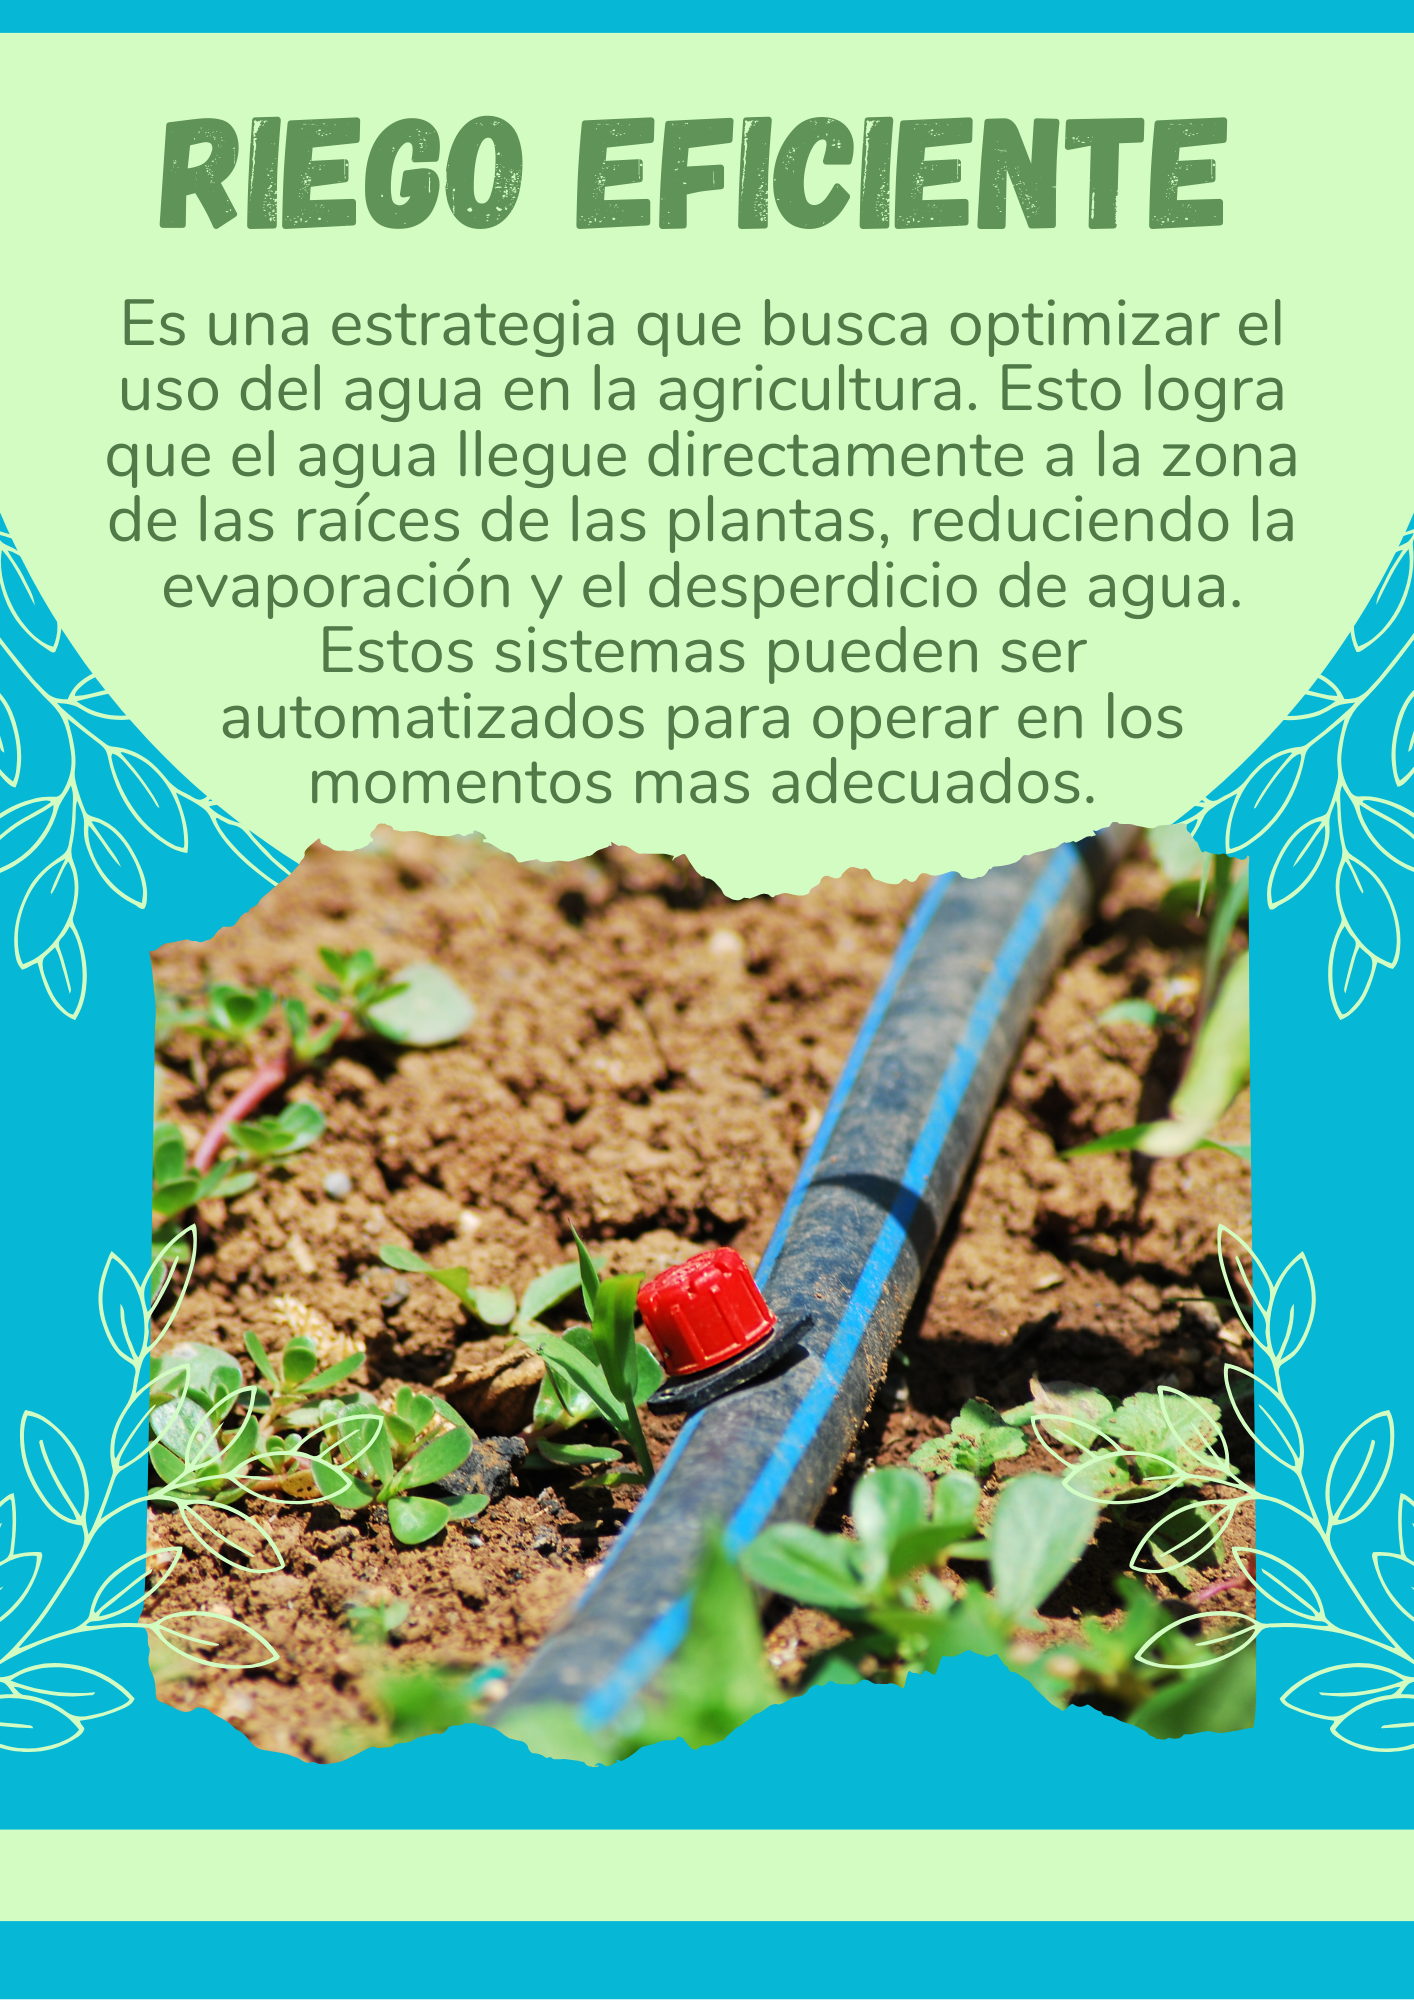 RIEGO EFICIENTE
Es una estrategia que busca optimizar el
uso del agua en la agricultura. Esto logra
que el agua llegue directamente a la zona
de las raíces de las plantas, reduciendo la
evaporación y el desperdicio de agua.
Estos sistemas pueden ser
automatizados para operar en los
momentos mas adecuados.